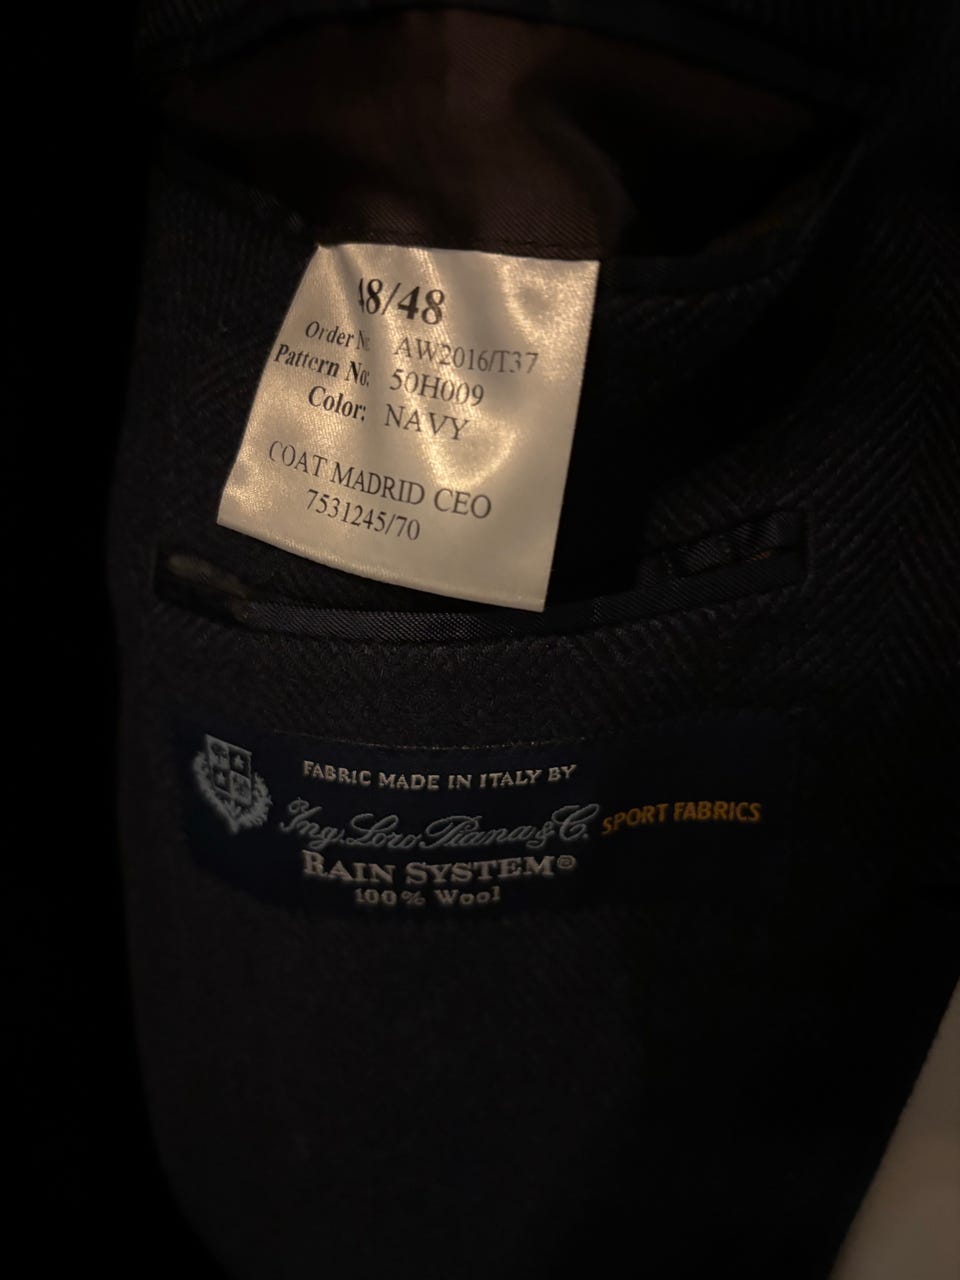 48/48
Order № AW2016/T37
Pattern №: 50H009
Color: NAVY
COAT MADRID CEO
7531245/70
FABRIC MADE IN ITALY BY
Ing. Loro Piana & C. SPORT FABRICS
RAIN SYSTEM®
100% Wool